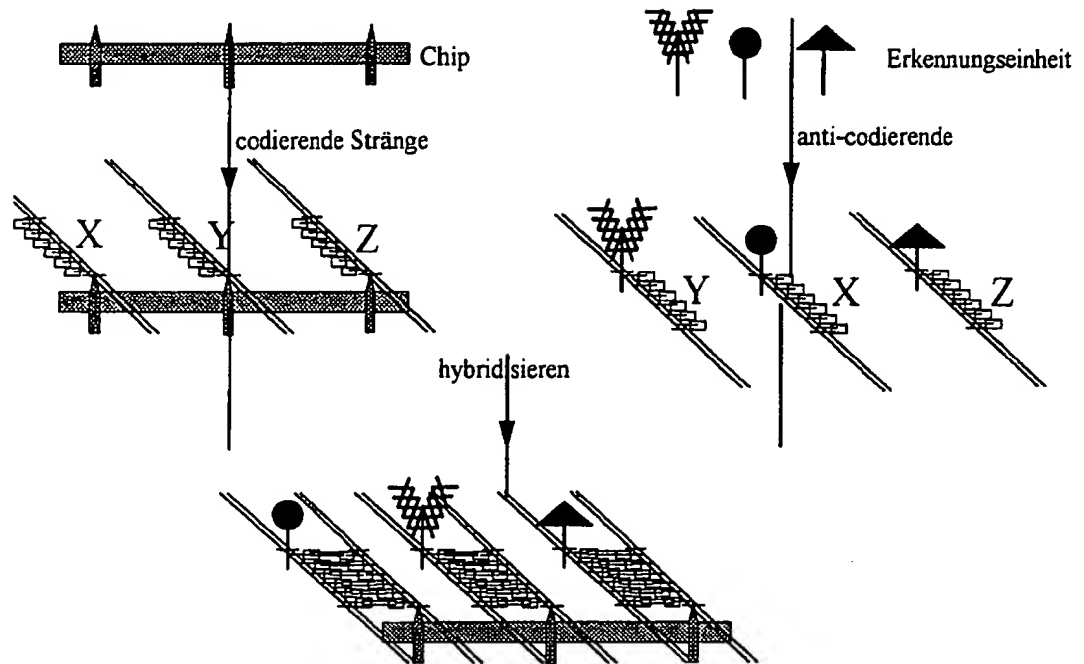 Chip
Erkennungseinheit
codierende Stränge
anti-codierende
X Y Z
Y X Z
hybridisieren